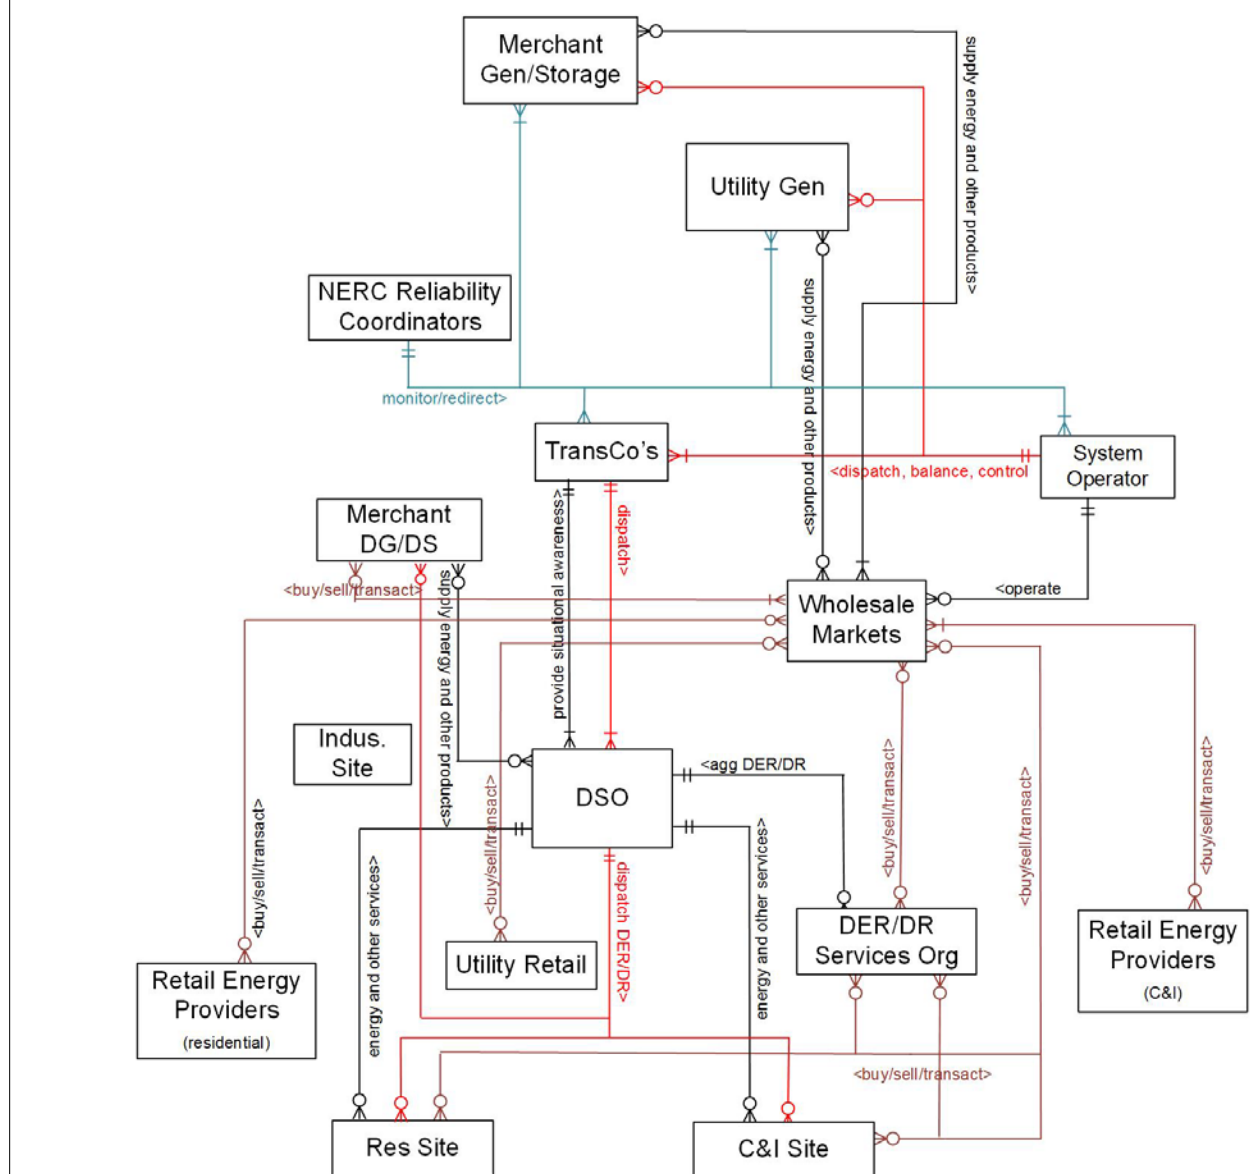 Merchant
Gen/Storage
supply energy and other products>
Utility Gen
NERC Reliability
Coordinators
supply energy and other products>
monitor/redirect>
TransCo's
System
Operator
<dispatch, balance, control
Merchant
DG/DS
provide situational awareness>
dispatch>
<buy/sell/transact>
supply energy and other products>
<operate
Wholesale
Markets
Indus.
Site
DSO
<agg DER/DR
<buy/sell/transact>
<buy/sell/transact>
<buy/sell/transact>
<buy/sell/transact>
<buy/sell/transact>
energy and other services>
dispatch DER/DR>
energy and other services>
DER/DR
Services Org
Retail Energy
Providers
(C&I)
Utility Retail
Retail Energy
Providers
(residential)
<buy/sell/transact>
Res Site
C&I Site